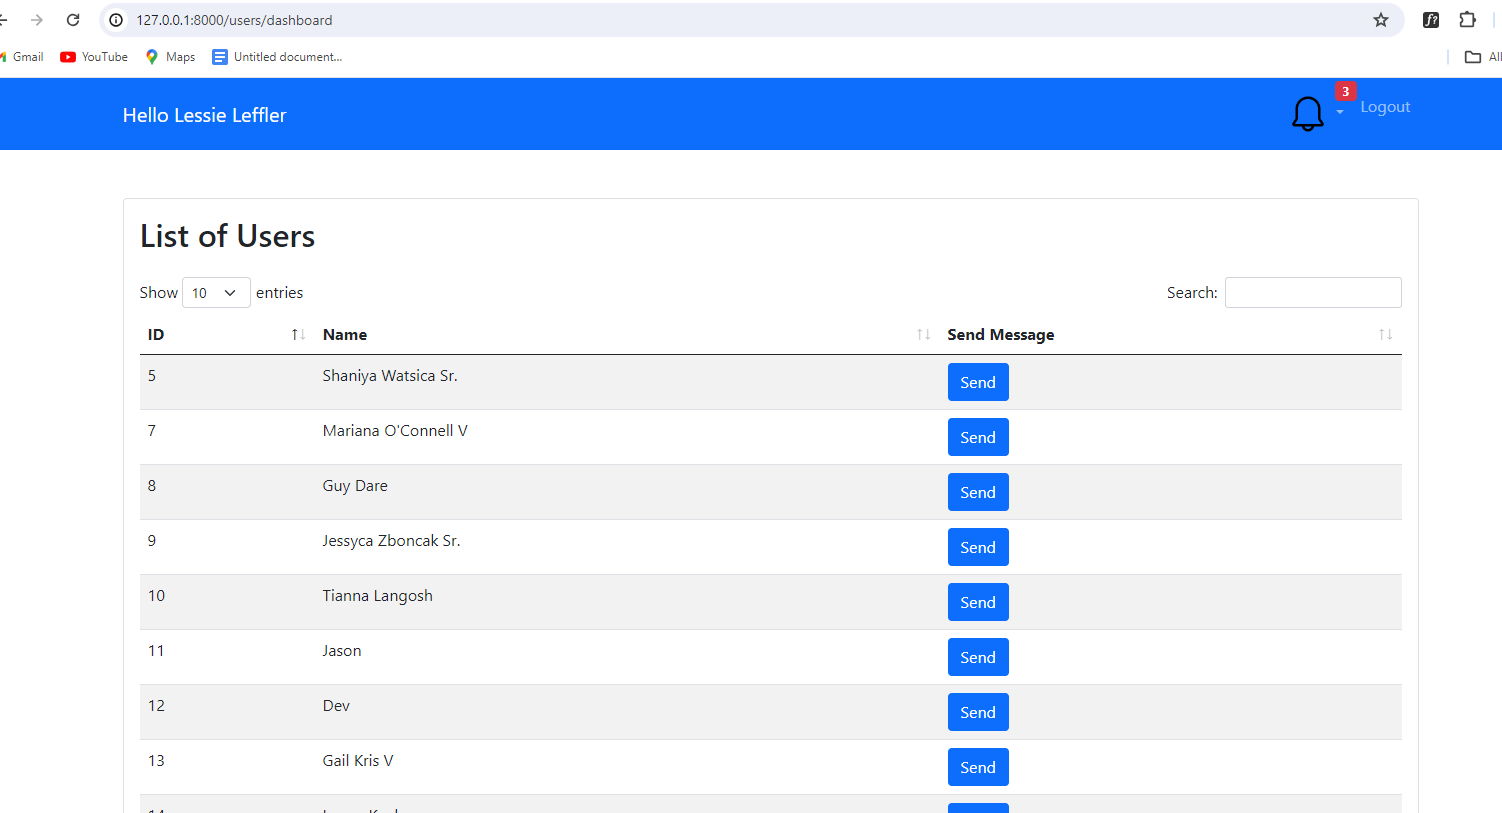 127.0.0.1:8000/users/dashboard
Gmail YouTube Maps Untitled document... All
3
Hello Lessie Leffler Logout
List of Users
Show 10 entries Search:
ID Name Send Message
5 Shaniya Watsica Sr. Send
7 Mariana O'Connell V Send
8 Guy Dare Send
9 Jessyca Zboncak Sr. Send
10 Tianna Langosh Send
11 Jason Send
12 Dev Send
13 Gail Kris V Send
14